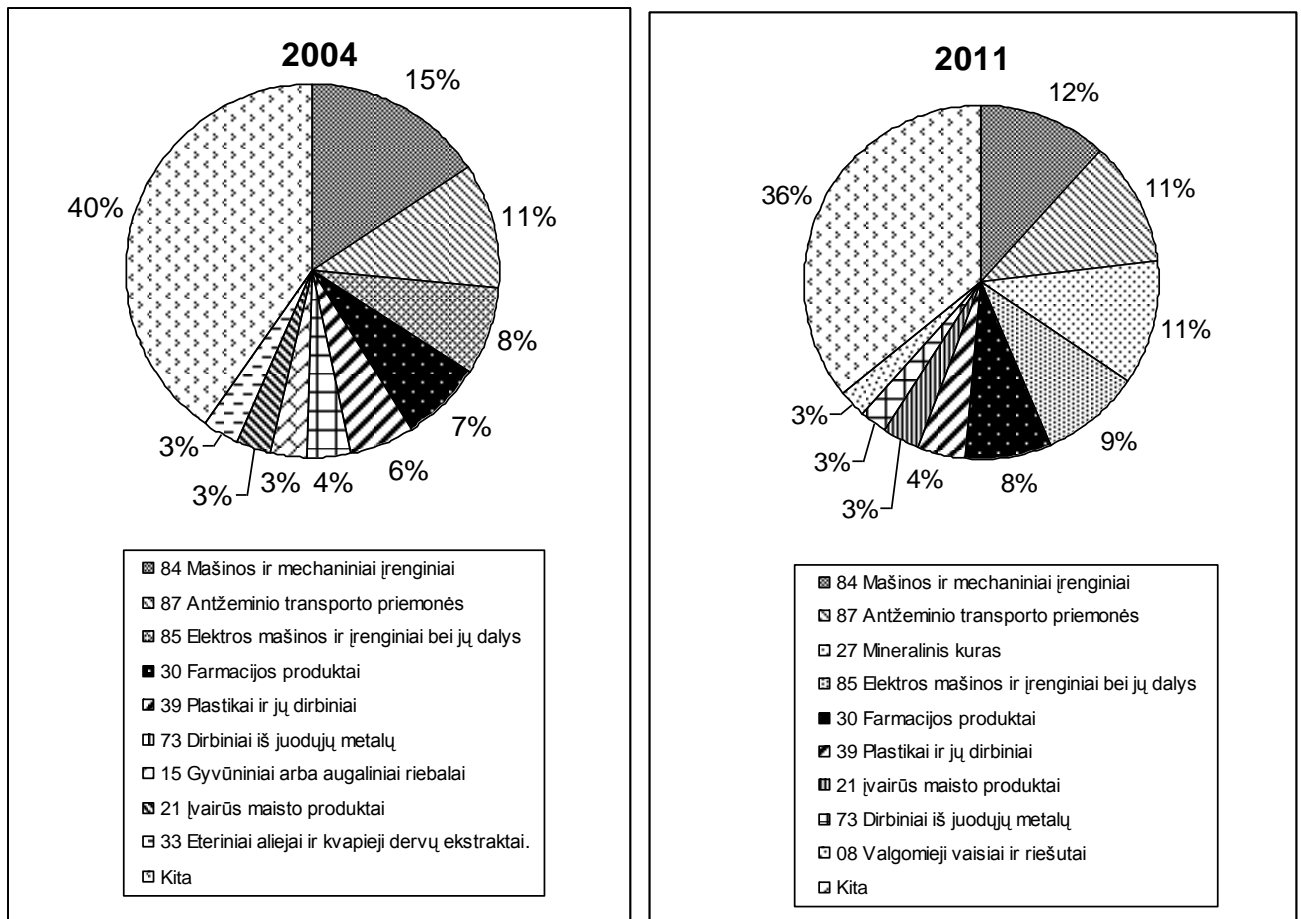 2004
15%
11%
8%
7%
6%
4%
3%
3%
3%
40%
84 Mašinos ir mechaniniai įrenginiai
87 Antžeminio transporto priemonės
85 Elektros mašinos ir įrenginiai bei jų dalys
30 Farmacijos produktai
39 Plastikai ir jų dirbiniai
73 Dirbiniai iš juodųjų metalų
15 Gyvūniniai arba augaliniai riebalai
21 Įvairūs maisto produktai
33 Eteriniai aliejai ir kvapieji dervų ekstraktai.
Kita
2011
12%
11%
11%
9%
8%
4%
3%
3%
3%
36%
84 Mašinos ir mechaniniai įrenginiai
87 Antžeminio transporto priemonės
27 Mineralinis kuras
85 Elektros mašinos ir įrenginiai bei jų dalys
30 Farmacijos produktai
39 Plastikai ir jų dirbiniai
21 įvairūs maisto produktai
73 Dirbiniai iš juodųjų metalų
08 Valgomieji vaisiai ir riešutai
Kita